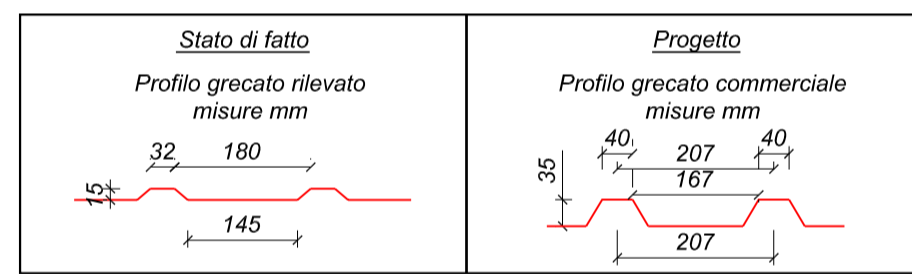 Stato di fatto
Profilo grecato rilevato
misure mm
32 180
15
145
Progetto
Profilo grecato commerciale
misure mm
40 40
207
35
167
207